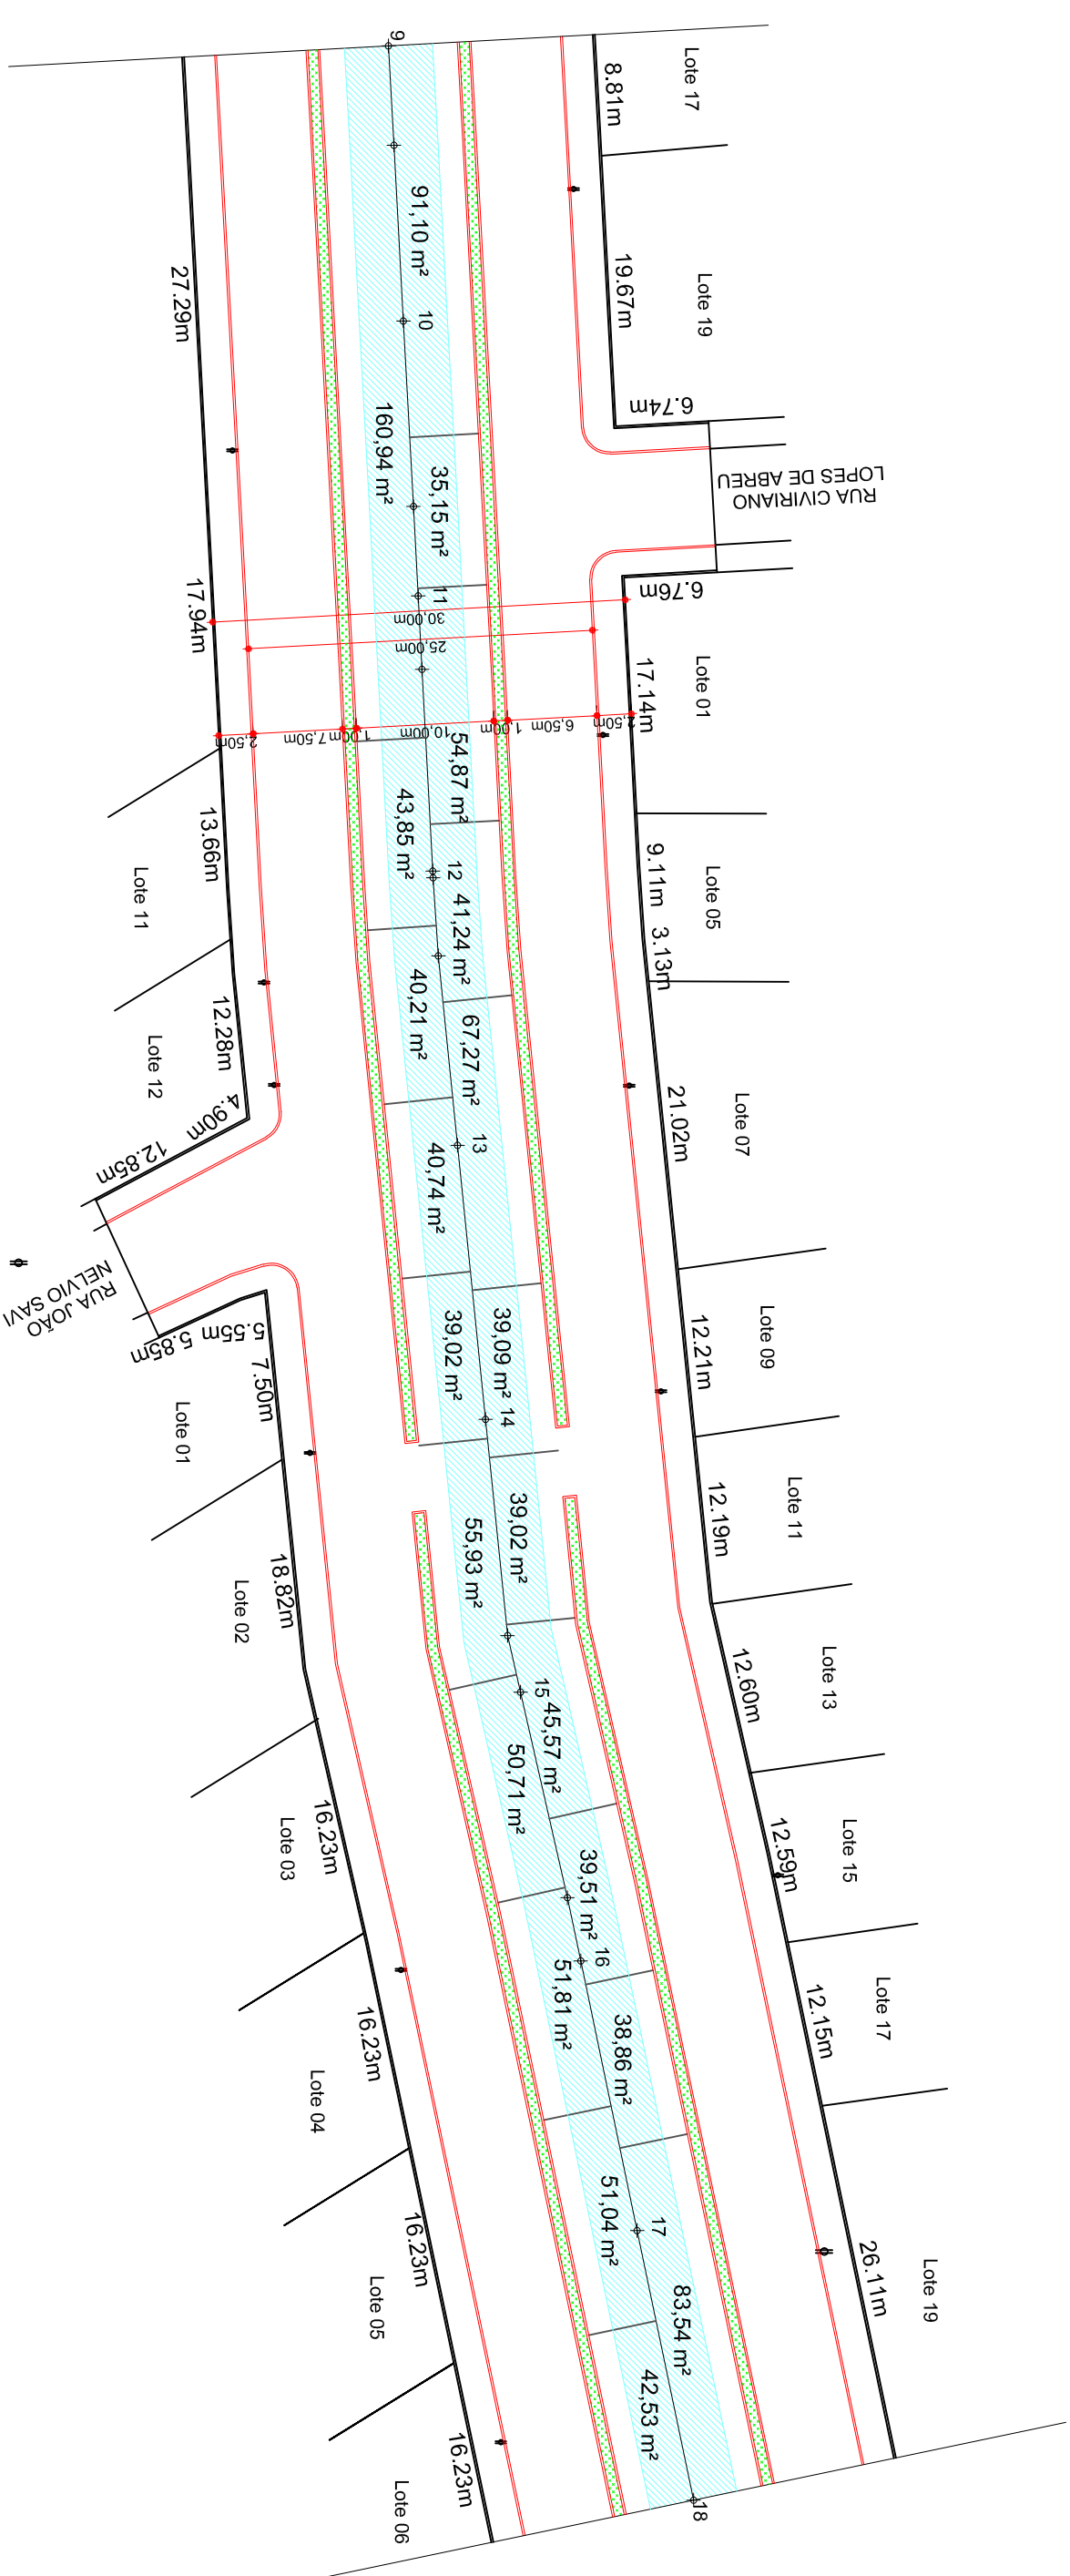 9
Lote 17
8.81m
91,10 m²
19.67m
Lote 19
27.29m
10
6.74m
160,94 m²
35,15 m²
RUA CIVIRIANO
LOPES DE ABREU
11
6.76m
17.94m
30,00m
25,00m
17.14m
Lote 01
2,50m
7,50m
1,00m
10,00m
1,00m
6,50m
2,50m
54,87 m²
43,85 m²
13.66m
Lote 11
12
9.11m
Lote 05
41,24 m²
3.13m
40,21 m²
12.28m
Lote 12
67,27 m²
21.02m
Lote 07
4.90m
12.85m
13
40,74 m²
RUA JOÃO
NELVIO SAVI
5.55m
5.85m
7.50m
39,02 m²
39,09 m²
12.21m
Lote 09
Lote 01
14
55,93 m²
39,02 m²
12.19m
Lote 11
18.82m
Lote 02
15
45,57 m²
12.60m
Lote 13
50,71 m²
16.23m
Lote 03
39,51 m²
12.59m
Lote 15
16
51,81 m²
38,86 m²
12.15m
Lote 17
16.23m
Lote 04
51,04 m²
17
16.23m
Lote 05
83,54 m²
26.11m
Lote 19
42,53 m²
16.23m
Lote 06
18